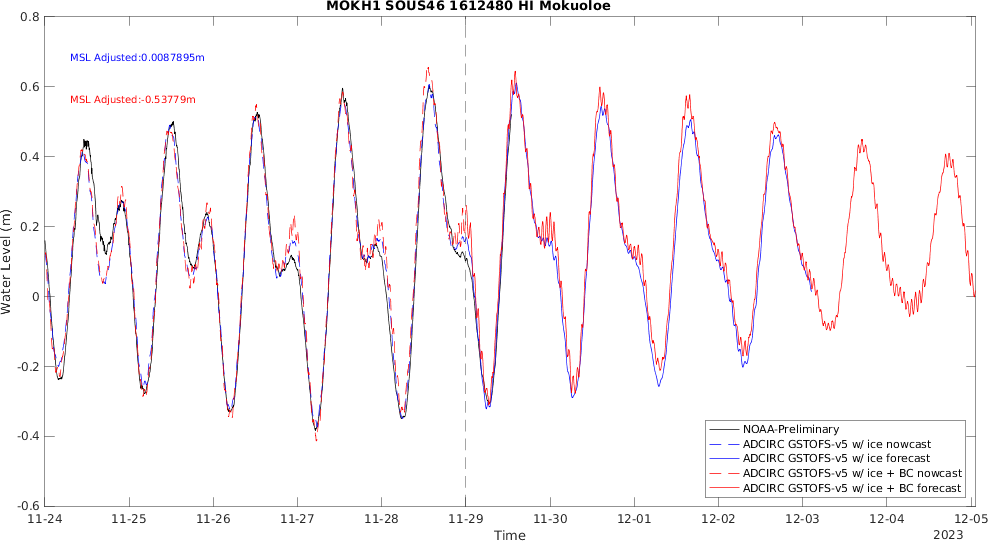 MOKH1 SOUS46 1612480 HI Mokuoloe
MSL Adjusted:0.0087895m
MSL Adjusted:-0.53779m
Water Level (m)
0.8
0.6
0.4
0.2
0
-0.2
-0.4
-0.6
NOAA-Preliminary
ADCIRC GSTOFS-v5 w/ ice nowcast
ADCIRC GSTOFS-v5 w/ ice forecast
ADCIRC GSTOFS-v5 w/ ice + BC nowcast
ADCIRC GSTOFS-v5 w/ ice + BC forecast
11-24 11-25 11-26 11-27 11-28 11-29 11-30 12-01 12-02 12-03 12-04 12-05
Time
2023